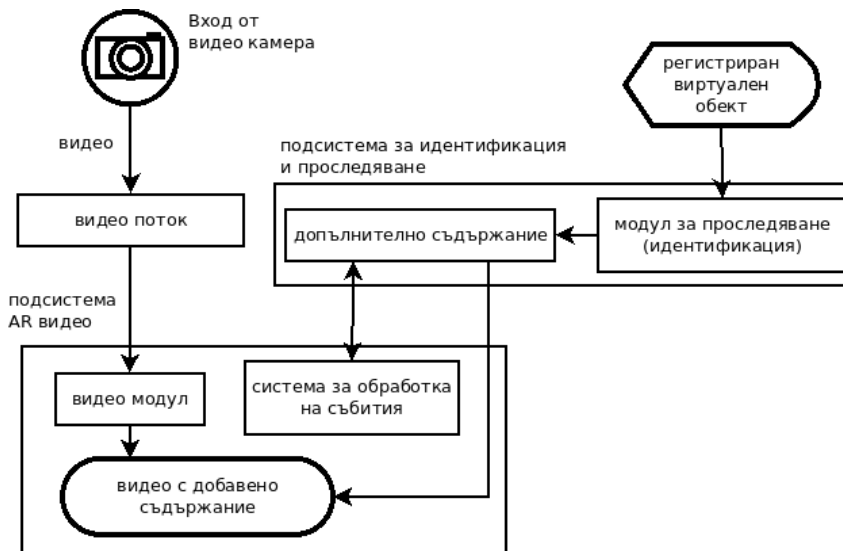 Вход от
видео камера
регистриран
виртуален
обект
видео
подсистема за идентификация
и проследяване
видео поток
допълнително съдържание
модул за проследяване
(идентификация)
подсистема
AR видео
видео модул
система за обработка
на събития
видео с добавено
съдържание